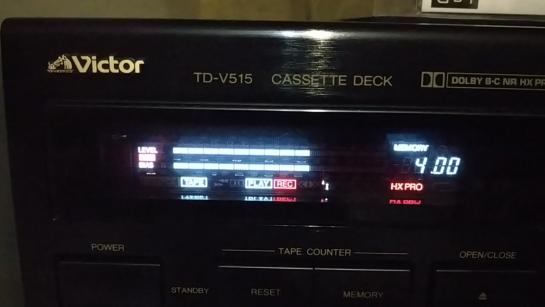 Victor
TD-V515 CASSETTE DECK
DOLBY B-C NR HX PR
LEVEL
MEMORY
4.00
TAPE PLAY REC
HX PRO
POWER
TAPE COUNTER
OPEN/CLOSE
STANDBY
RESET
MEMORY